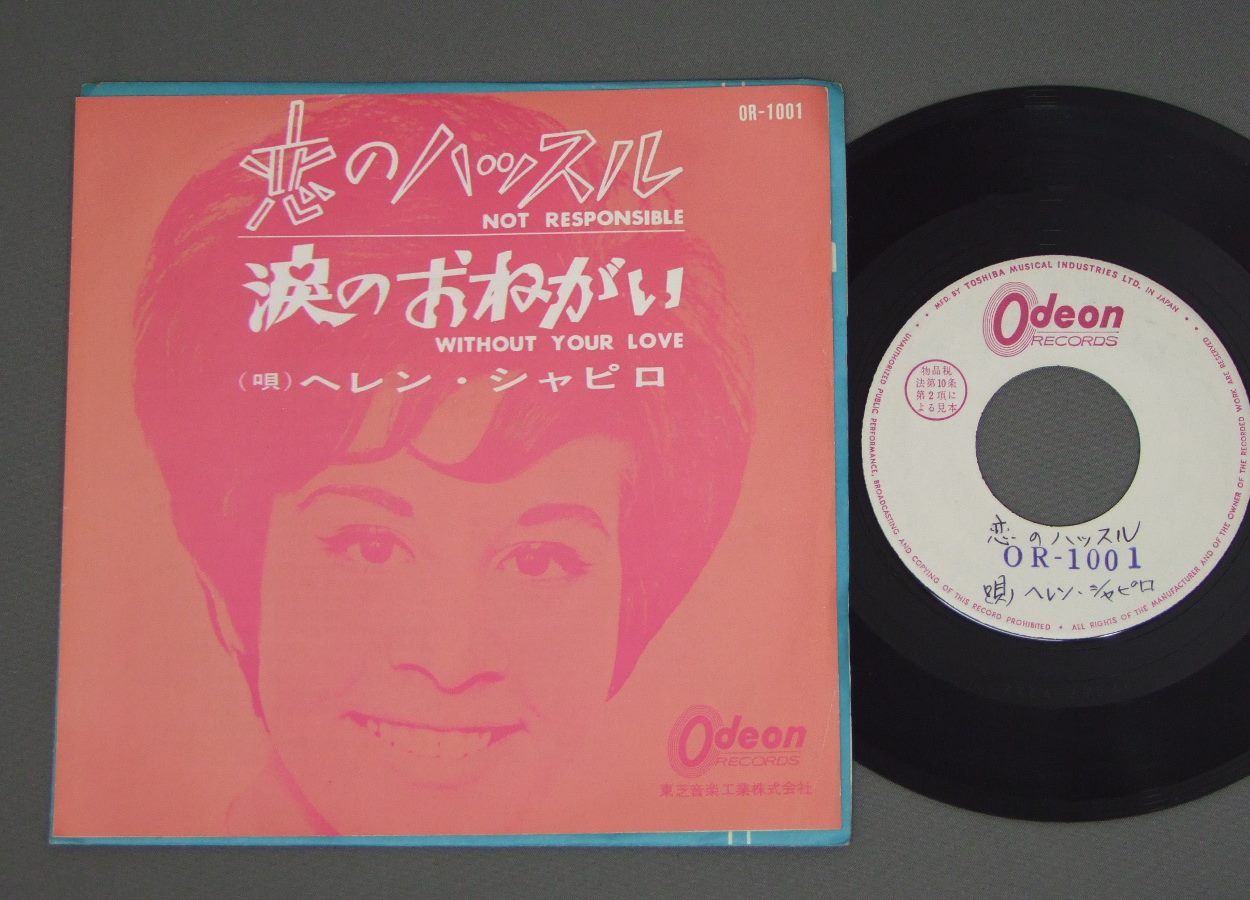 OR-1001
恋のハッスル
NOT RESPONSIBLE
涙のおねがい
WITHOUT YOUR LOVE
(唄)ヘレン・シャピロ
Odeon
RECORDS
東芝音楽工業株式会社
MFD. BY TOSHIBA MUSICAL INDUSTRIES LTD. IN JAPAN
Odeon
RECORDS
物品税
法第10条
第2項に
よる見本
恋のハッスル
OR-1001
唄) ヘレン・シャピロ
UNAUTHORIZED PUBLIC PERFORMANCE, BROADCASTING AND COPYING OF THIS RECORD PROHIBITED • ALL RIGHTS OF THE MANUFACTURER AND OF THE OWNER OF THE RECORDED WORK ARE RESERVED